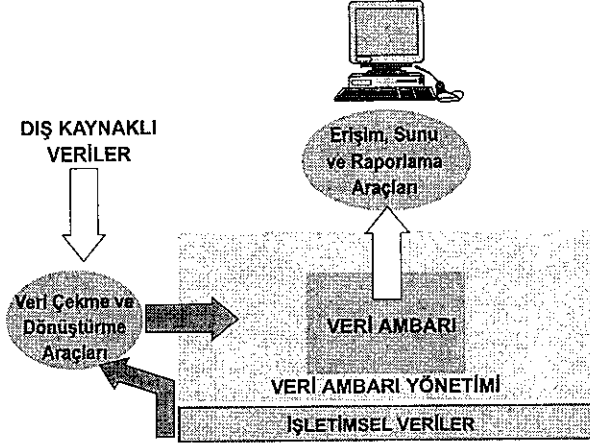 DIŞ KAYNAKLI
VERİLER
Erişim, Sunu
ve Raporlama
Araçları
Veri Çekme ve
Dönüştürme
Araçları
VERİ AMBARI
VERİ AMBARI YÖNETİMİ
İŞLETİMSEL VERİLER